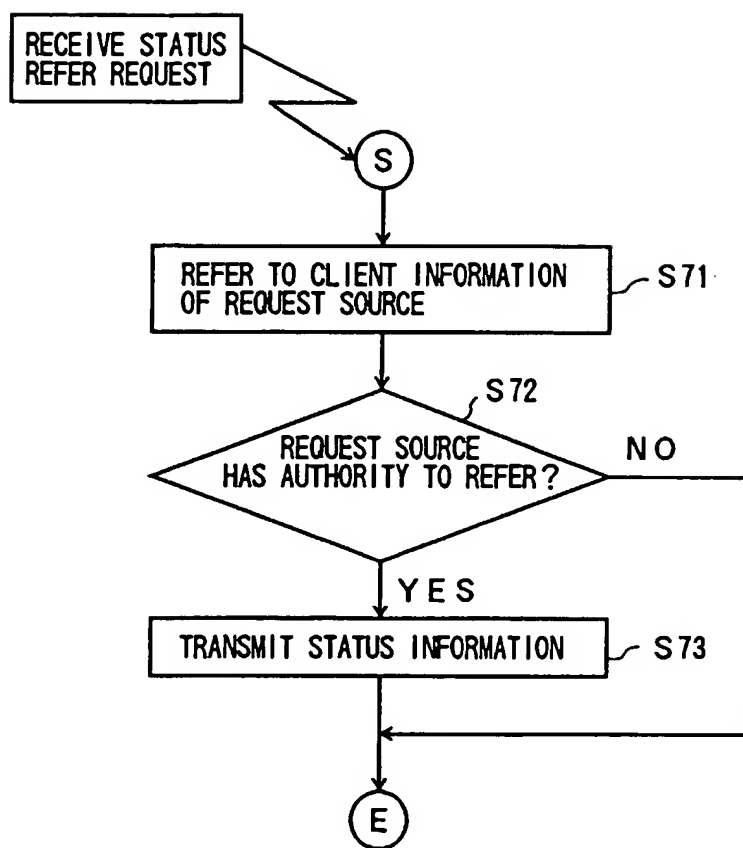 RECEIVE STATUS
REFER REQUEST
S
REFER TO CLIENT INFORMATION
OF REQUEST SOURCE
S71
S72
REQUEST SOURCE
HAS AUTHORITY TO REFER?
NO
YES
TRANSMIT STATUS INFORMATION
S73
E